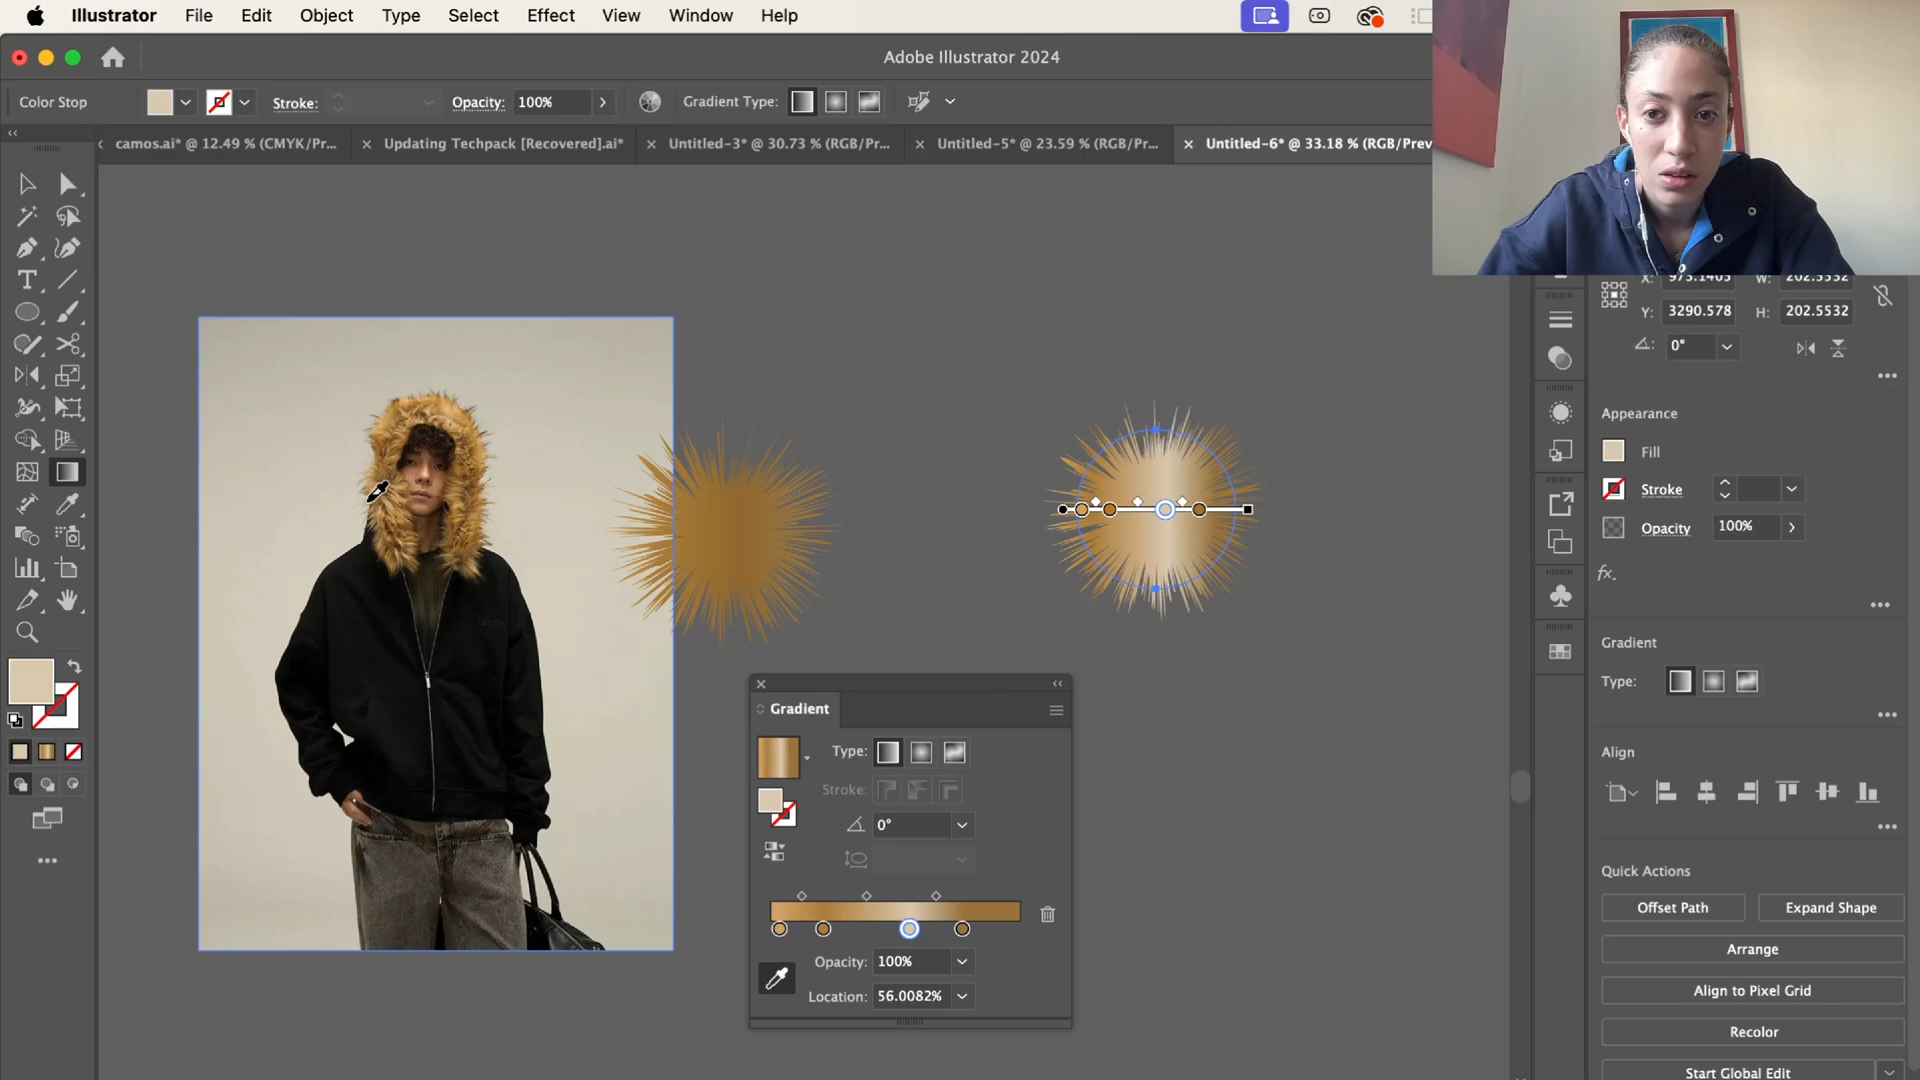 Illustrator File Edit Object Type Select Effect View Window Help
Adobe Illustrator 2024
Color Stop Stroke: Opacity: 100% Gradient Type:
camos.ai* @ 12.49 % (CMYK/Pr... Updating Techpack [Recovered].ai* Untitled-3* @ 30.73 % (RGB/Pr... Untitled-5* @ 23.59 % (RGB/Pr... Untitled-6* @ 33.18 % (RGB/Prev
X: 973.1405 W: 202.5532
Y: 3290.578 H: 202.5532
0°
Appearance
Fill
Stroke
Opacity 100%
fx.
Gradient
Type:
Align
Quick Actions
Offset Path Expand Shape
Arrange
Align to Pixel Grid
Recolor
Start Global Edit
Gradient
Type:
Stroke:
0°
Opacity: 100%
Location: 56.0082%